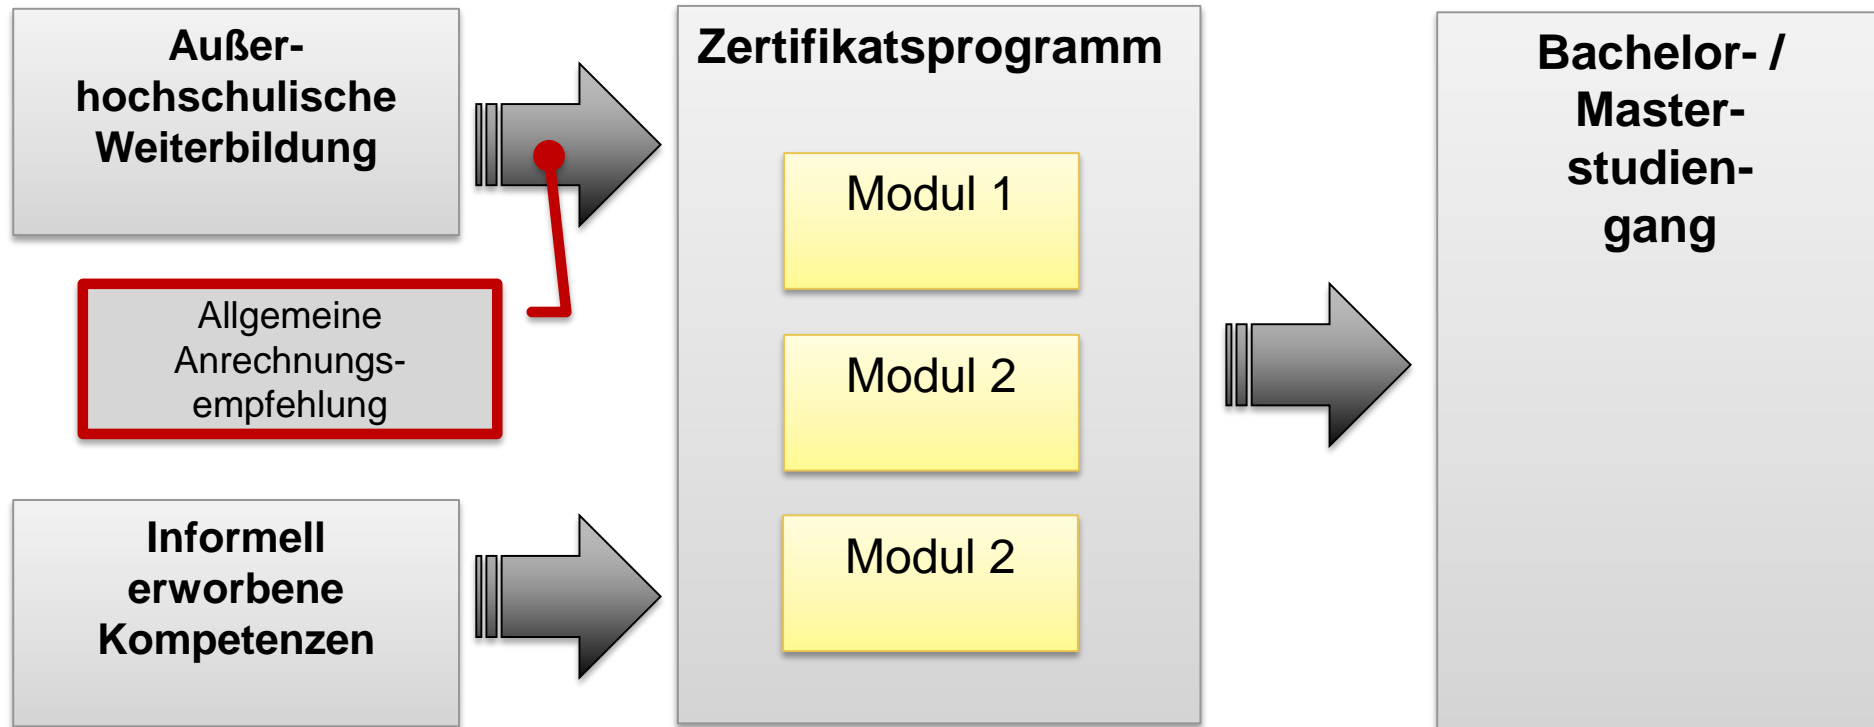 Außer-
hochschulische
Weiterbildung
Allgemeine
Anrechnungs-
empfehlung
Informell
erworbene
Kompetenzen
Zertifikatsprogramm
Modul 1
Modul 2
Modul 2
Bachelor- /
Master-
studien-
gang